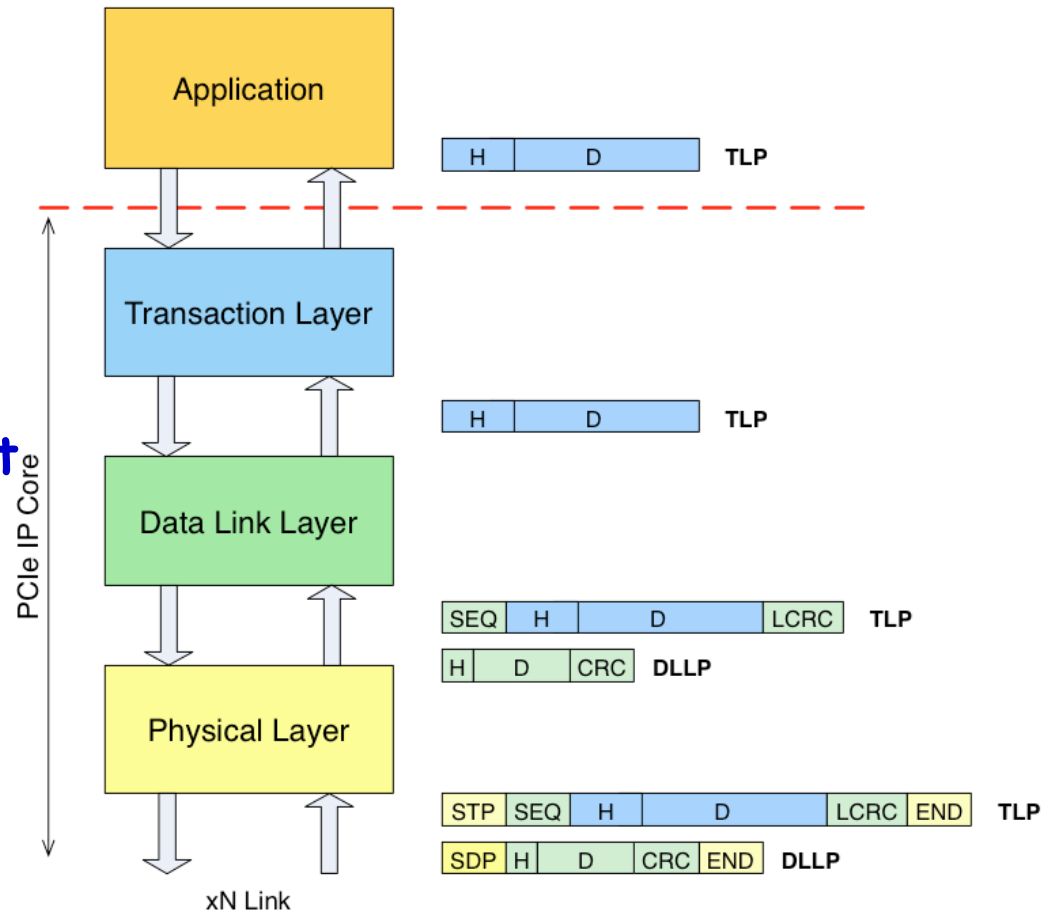 Application
H D TLP
Transaction Layer
H D TLP
t
PCIe IP Core
Data Link Layer
SEQ H D LCRC TLP
H D CRC DLLP
Physical Layer
STP SEQ H D LCRC END TLP
SDP H D CRC END DLLP
xN Link